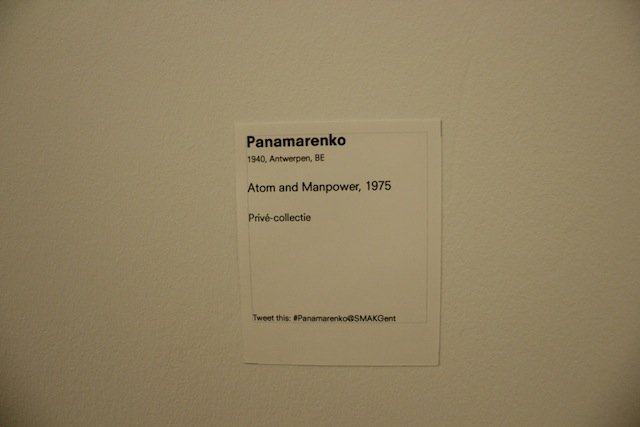 Panamarenko
1940, Antwerpen, BE
Atom and Manpower, 1975
Privé-collectie
Tweet this: #Panamarenko@SMAKGent